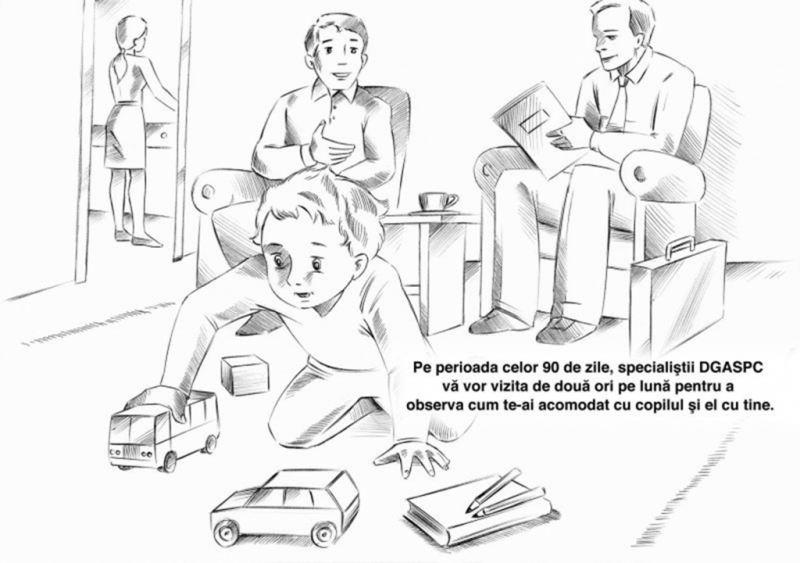 Pe perioada celor 90 de zile, specialiştii DGASPC
vă vor vizita de două ori pe lună pentru a
observa cum te-ai acomodat cu copilul şi el cu tine.